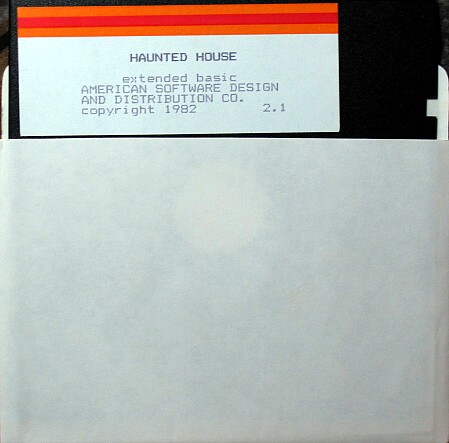 HAUNTED HOUSE
extended basic
AMERICAN SOFTWARE DESIGN
AND DISTRIBUTION CO.
copyright 1982 2.1